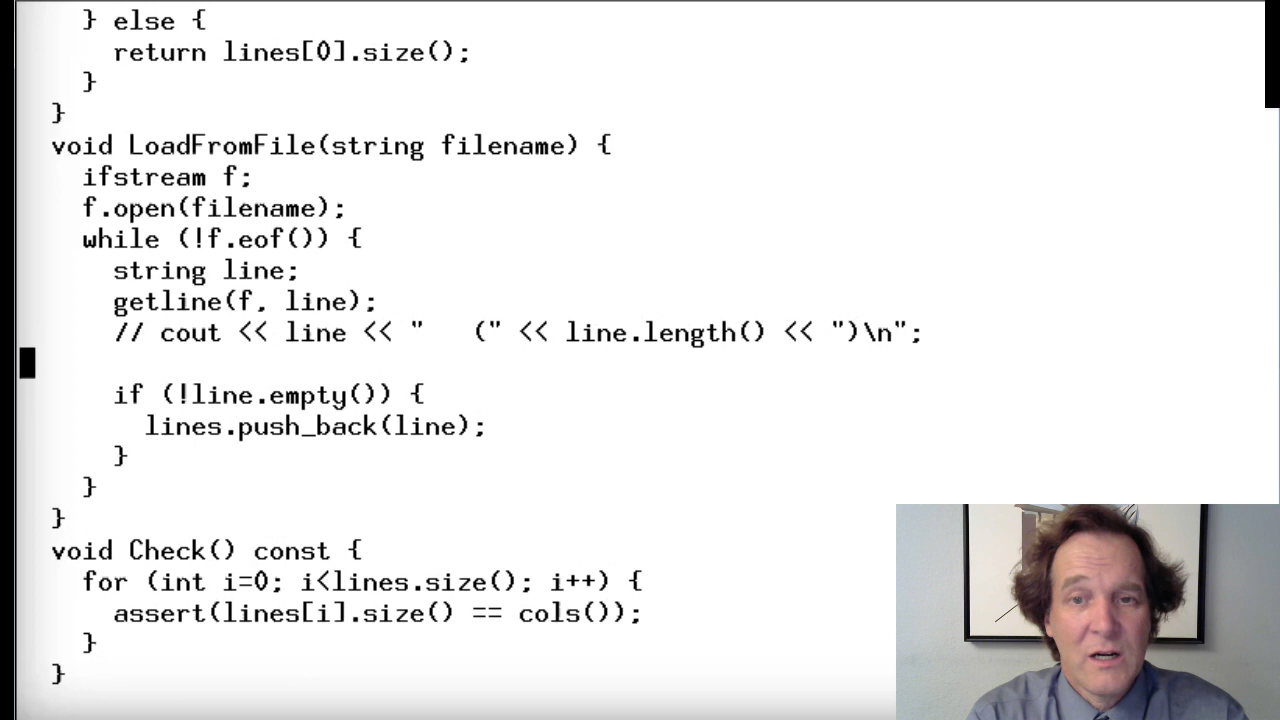 } else {
return lines[0].size();
}
}
void LoadFromFile(string filename) {
ifstream f;
f.open(filename);
while (!f.eof()) {
string line;
getline(f, line);
// cout << line << "   (" << line.length() << ")\n";
if (!line.empty()) {
lines.push_back(line);
}
}
}
void Check() const {
for (int i=0; i<lines.size(); i++) {
assert(lines[i].size() == cols());
}
}